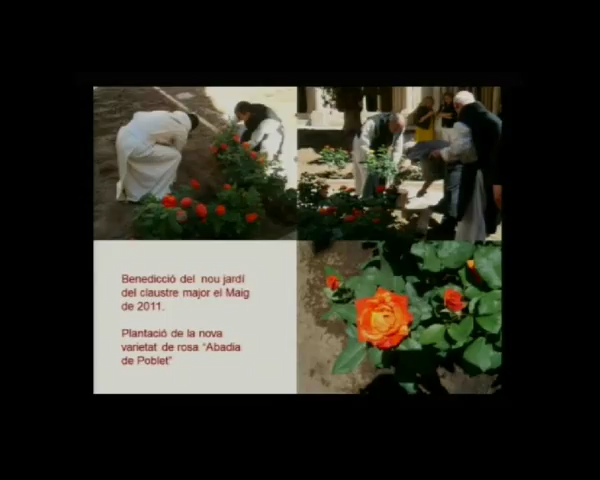 Benedicció del nou jardí
del claustre major el Maig
de 2011.
Plantació de la nova
varietat de rosa "Abadia
de Poblet"